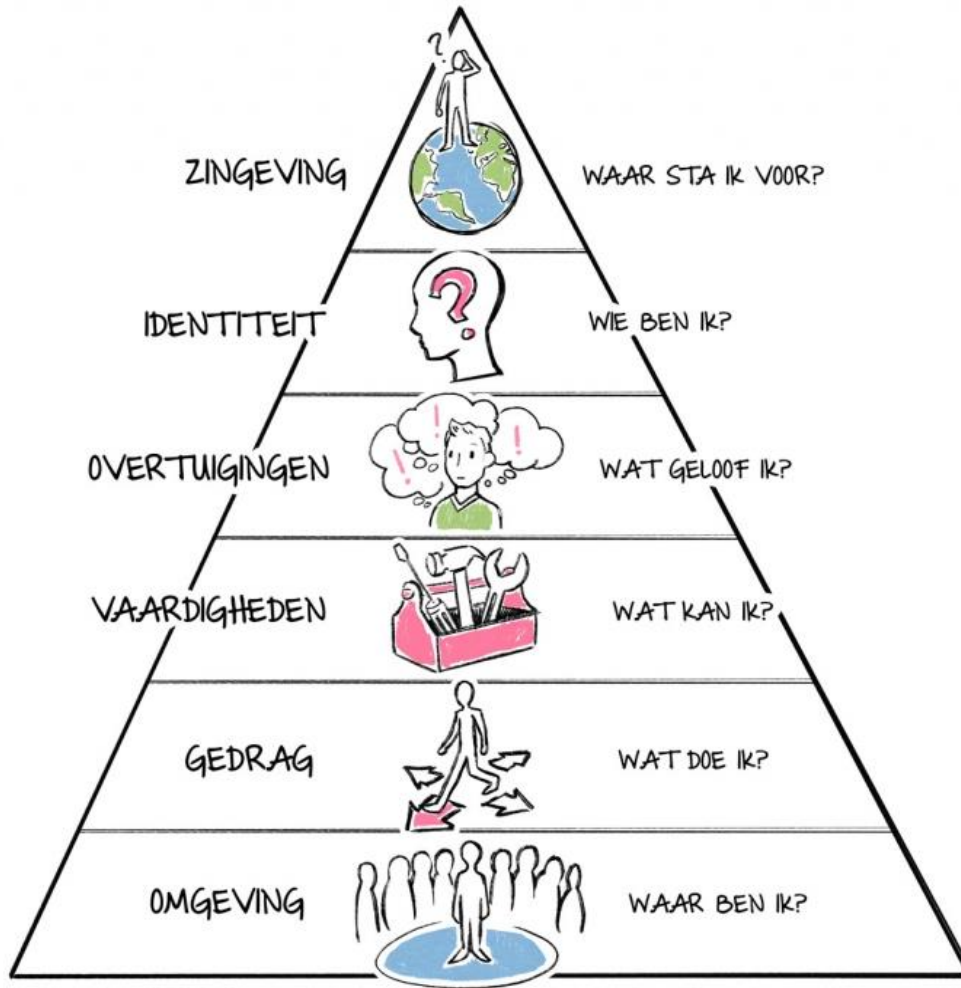 ?
ZINGEVING WAAR STA IK VOOR?
IDENTITEIT ? WIE BEN IK?
! ! !
OVERTUIGINGEN WAT GELOOF IK?
VAARDIGHEDEN WAT KAN IK?
GEDRAG WAT DOE IK?
OMGEVING WAAR BEN IK?